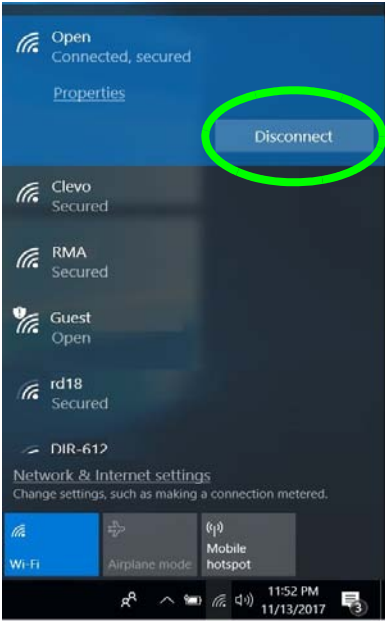 Open
Connected, secured
Properties
Disconnect
Clevo
Secured
RMA
Secured
Guest
Open
rd18
Secured
DIR-612
Network & Internet settings
Change settings, such as making a connection metered.
Wi-Fi
Airplane mode
Mobile
hotspot
11:52 PM
11/13/2017
3